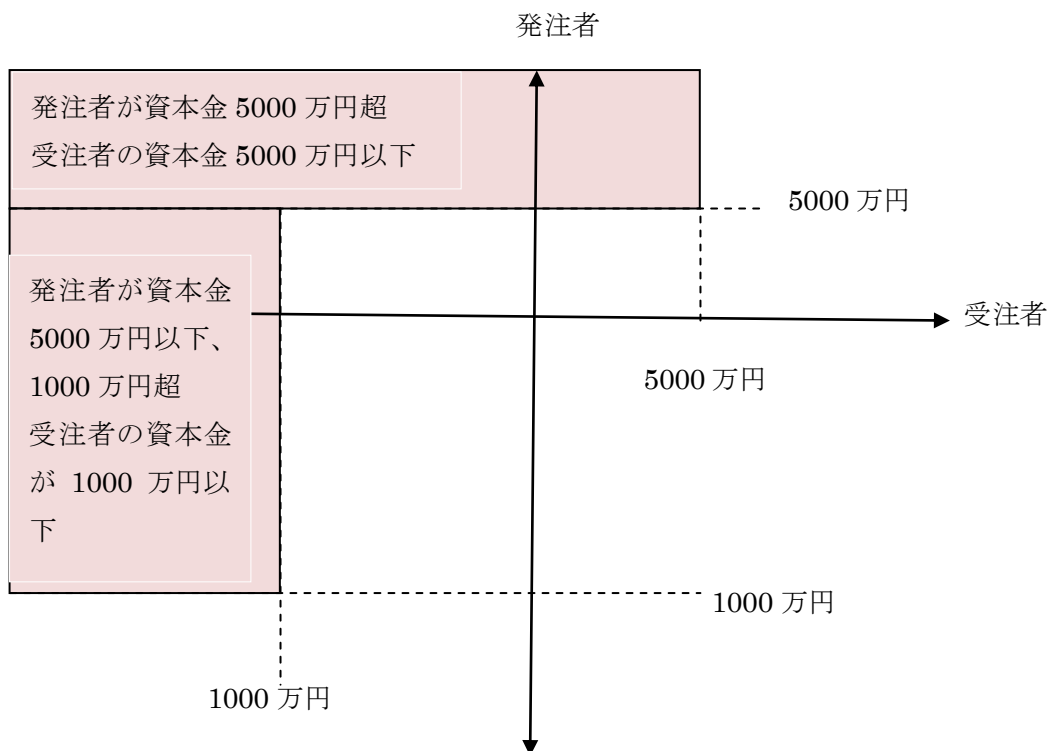 発注者
発注者が資本金 5000 万円超
受注者の資本金 5000 万円以下
5000 万円
発注者が資本金
5000 万円以下、
1000 万円超
受注者の資本金
が 1000 万円以
下
受注者
5000 万円
1000 万円
1000 万円